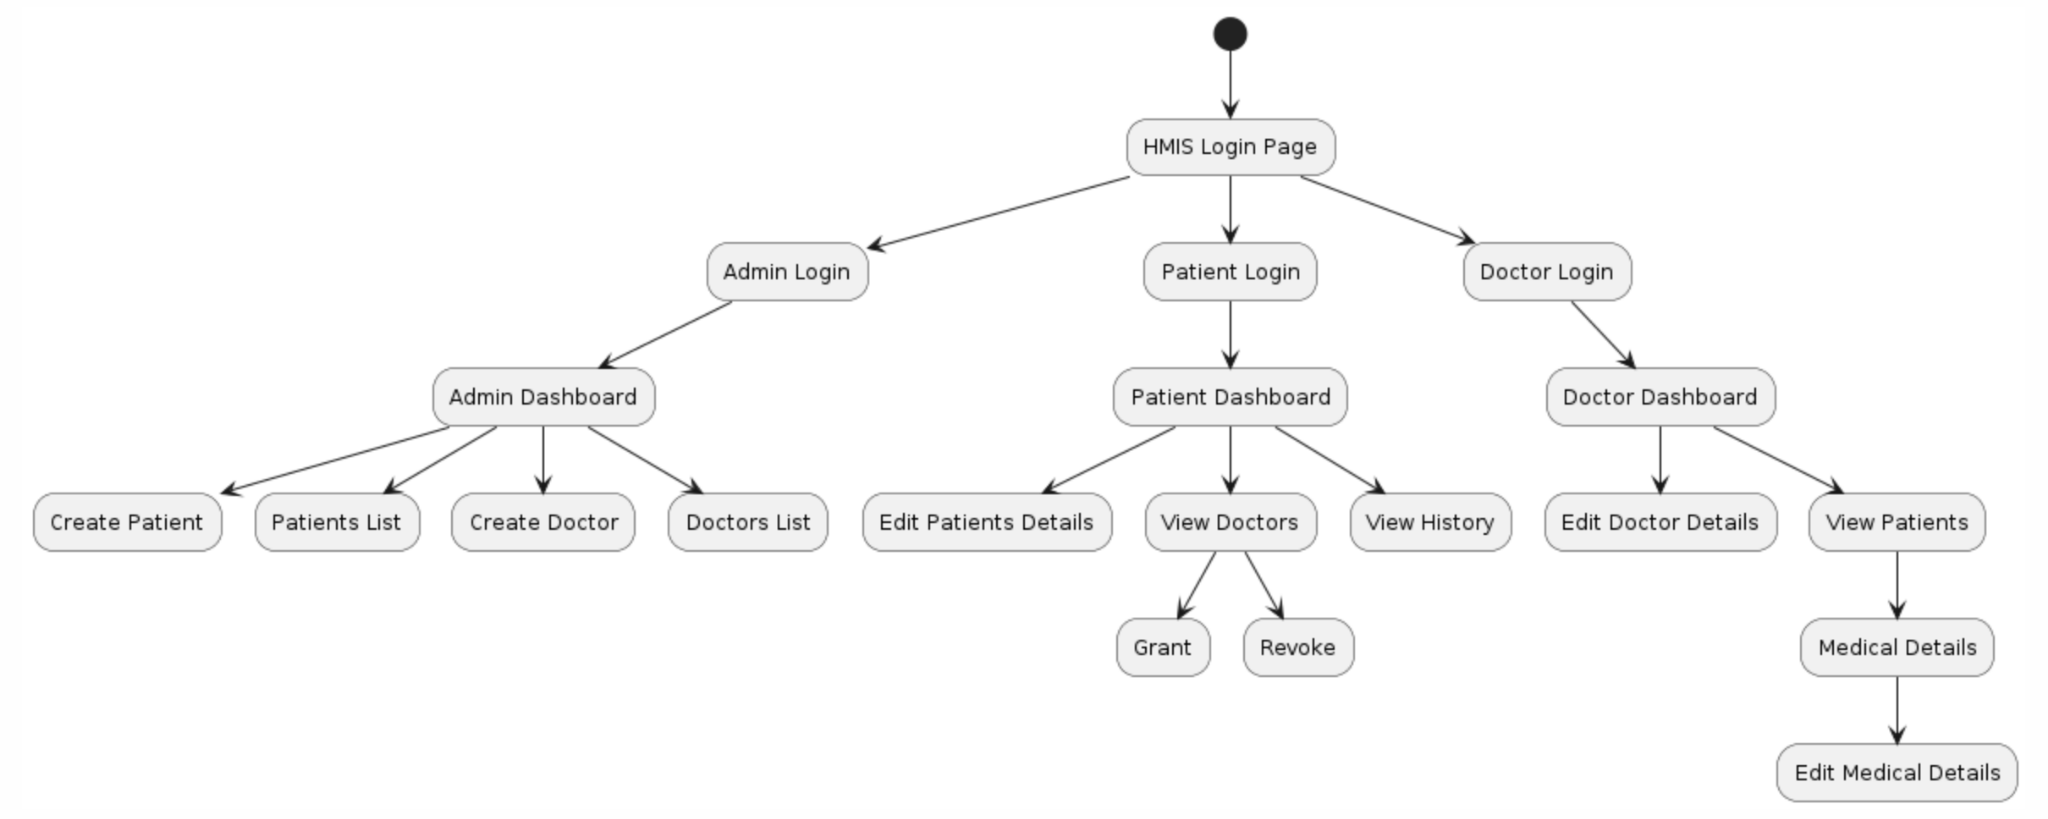 HMIS Login Page
Admin Login
Patient Login
Doctor Login
Admin Dashboard
Patient Dashboard
Doctor Dashboard
Create Patient
Patients List
Create Doctor
Doctors List
Edit Patients Details
View Doctors
View History
Edit Doctor Details
View Patients
Grant
Revoke
Medical Details
Edit Medical Details